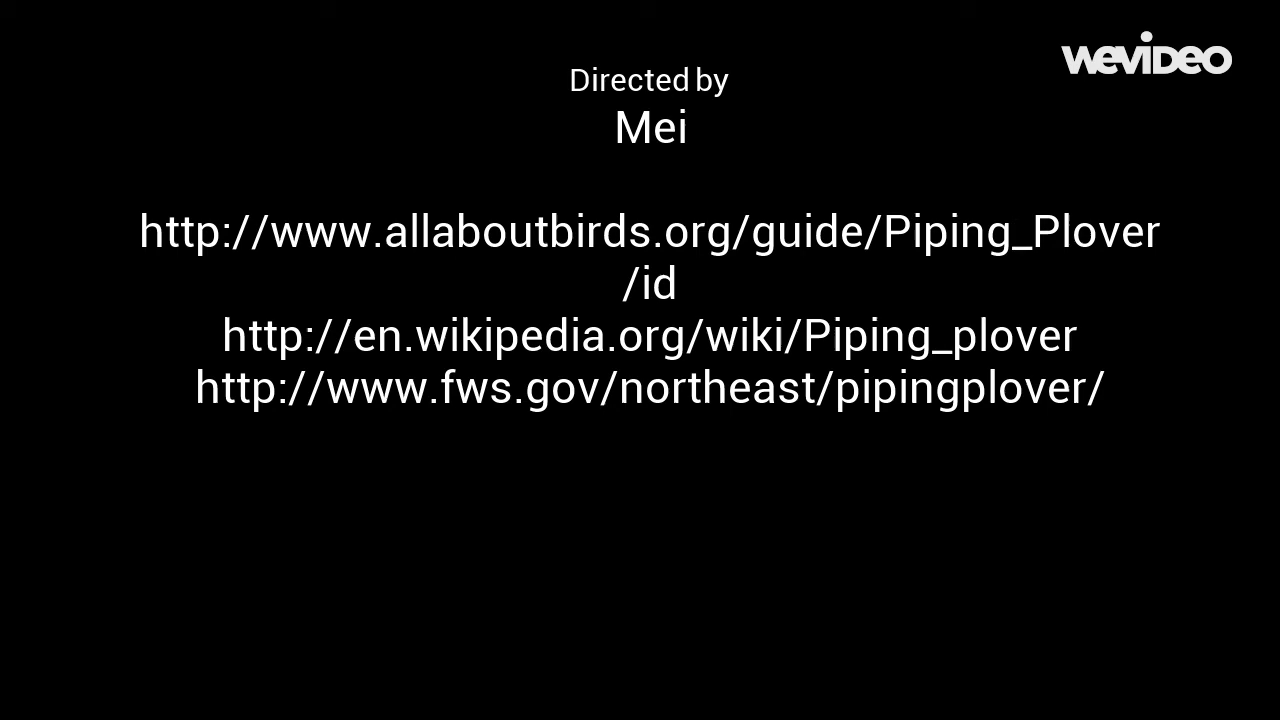 WEVIDEO
Directed by
Mei
http://www.allaboutbirds.org/guide/Piping_Plover
/id
http://en.wikipedia.org/wiki/Piping_plover
http://www.fws.gov/northeast/pipingplover/